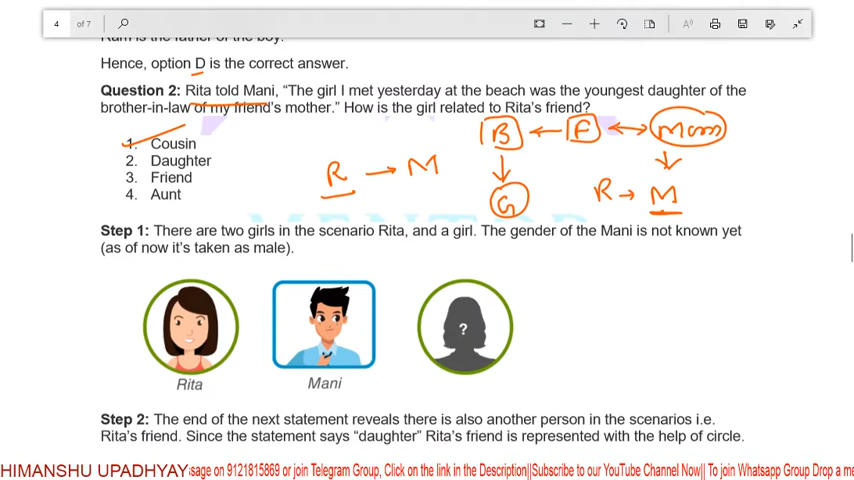 4 of 7
Ram is the father of the boy.
Hence, option D is the correct answer.
Question 2: Rita told Mani, “The girl I met yesterday at the beach was the youngest daughter of the
brother-in-law of my friend’s mother.” How is the girl related to Rita’s friend?
1. Cousin
2. Daughter
3. Friend
4. Aunt
B F Mom
R M
G R M
Step 1: There are two girls in the scenario Rita, and a girl. The gender of the Mani is not known yet
(as of now it’s taken as male).
?
Rita Mani
Step 2: The end of the next statement reveals there is also another person in the scenarios i.e.
Rita’s friend. Since the statement says “daughter” Rita’s friend is represented with the help of circle.
HIMANSHU UPADHYAY sage on 9121815869 or join Telegram Group, Click on the link in the Description||Subscribe to our YouTube Channel Now|| To join Whatsapp Group Drop a me